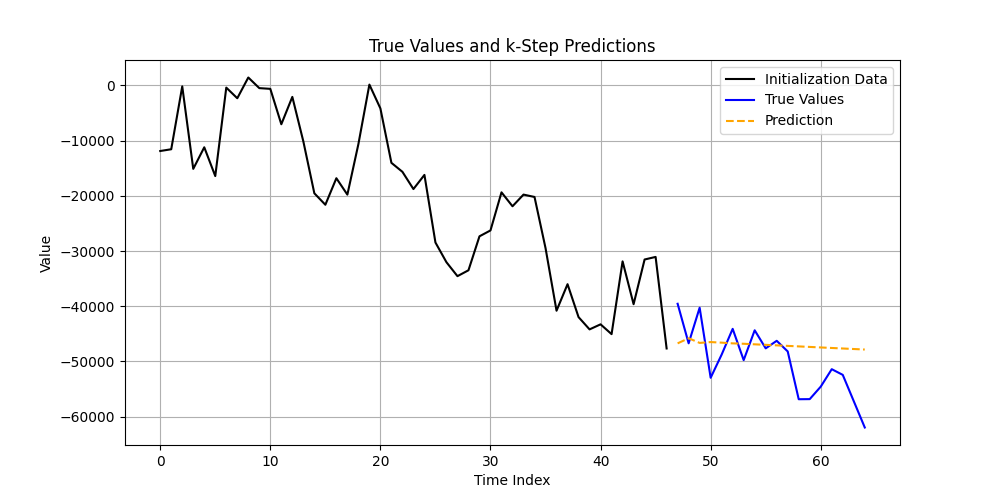 True Values and k-Step Predictions
Initialization Data
True Values
Prediction
Value
0
−10000
−20000
−30000
−40000
−50000
−60000
0 10 20 30 40 50 60
Time Index